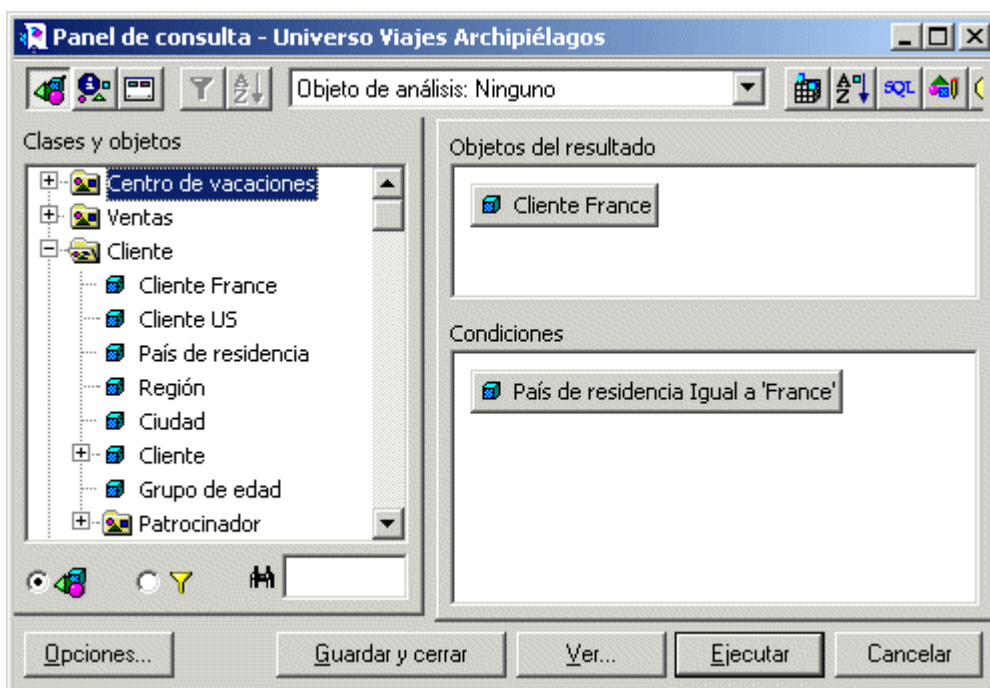 Panel de consulta - Universo Viajes Archipiélagos
Objeto de análisis: Ninguno
SQL
Clases y objetos
Centro de vacaciones
Ventas
Cliente
Cliente France
Cliente US
País de residencia
Región
Ciudad
Cliente
Grupo de edad
Patrocinador
Objetos del resultado
Cliente France
Condiciones
País de residencia Igual a 'France'
Opciones...
Guardar y cerrar
Ver...
Ejecutar
Cancelar